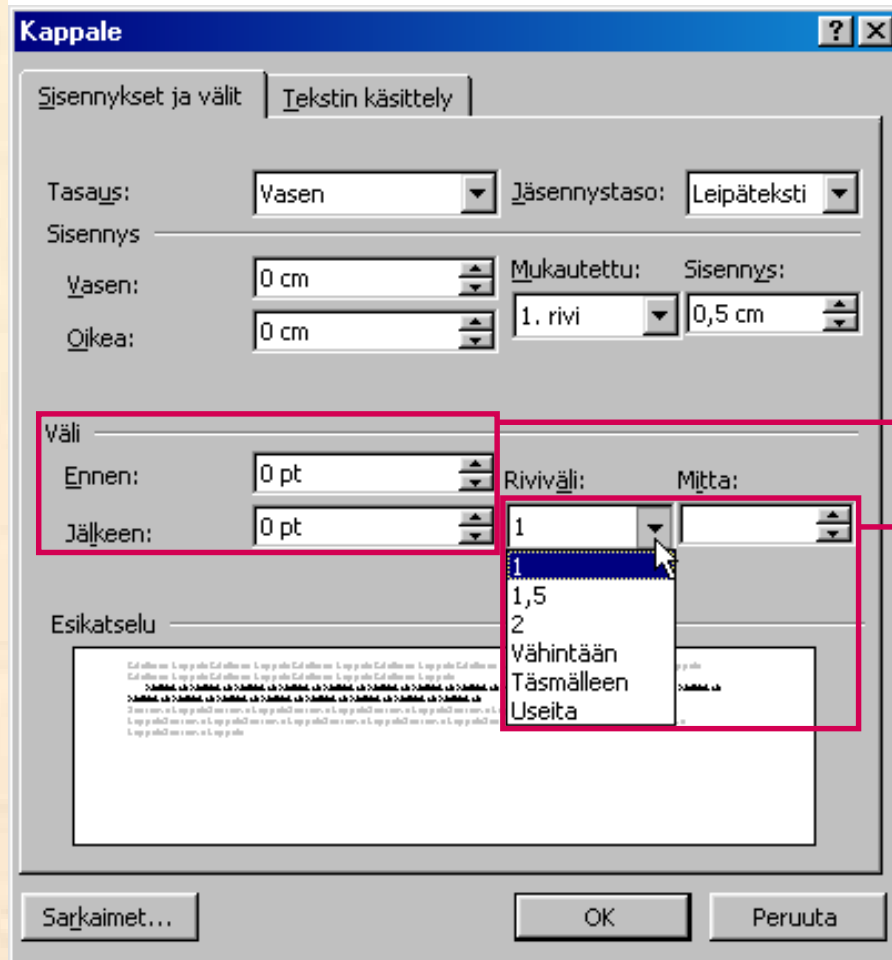 Kappale
Sisennykset ja välit Tekstin käsittely
Tasaus: Vasen Jäsennystaso: Leipäteksti
Sisennys
Vasen: 0 cm Mukautettu: Sisennys:
Oikea: 0 cm 1. rivi 0,5 cm
Väli
Ennen: 0 pt Riviväli: Mitta:
Jälkeen: 0 pt 1
1
1,5
2
Vähintään
Täsmälleen
Useita
Esikatselu
Sarkaimet... OK Peruuta